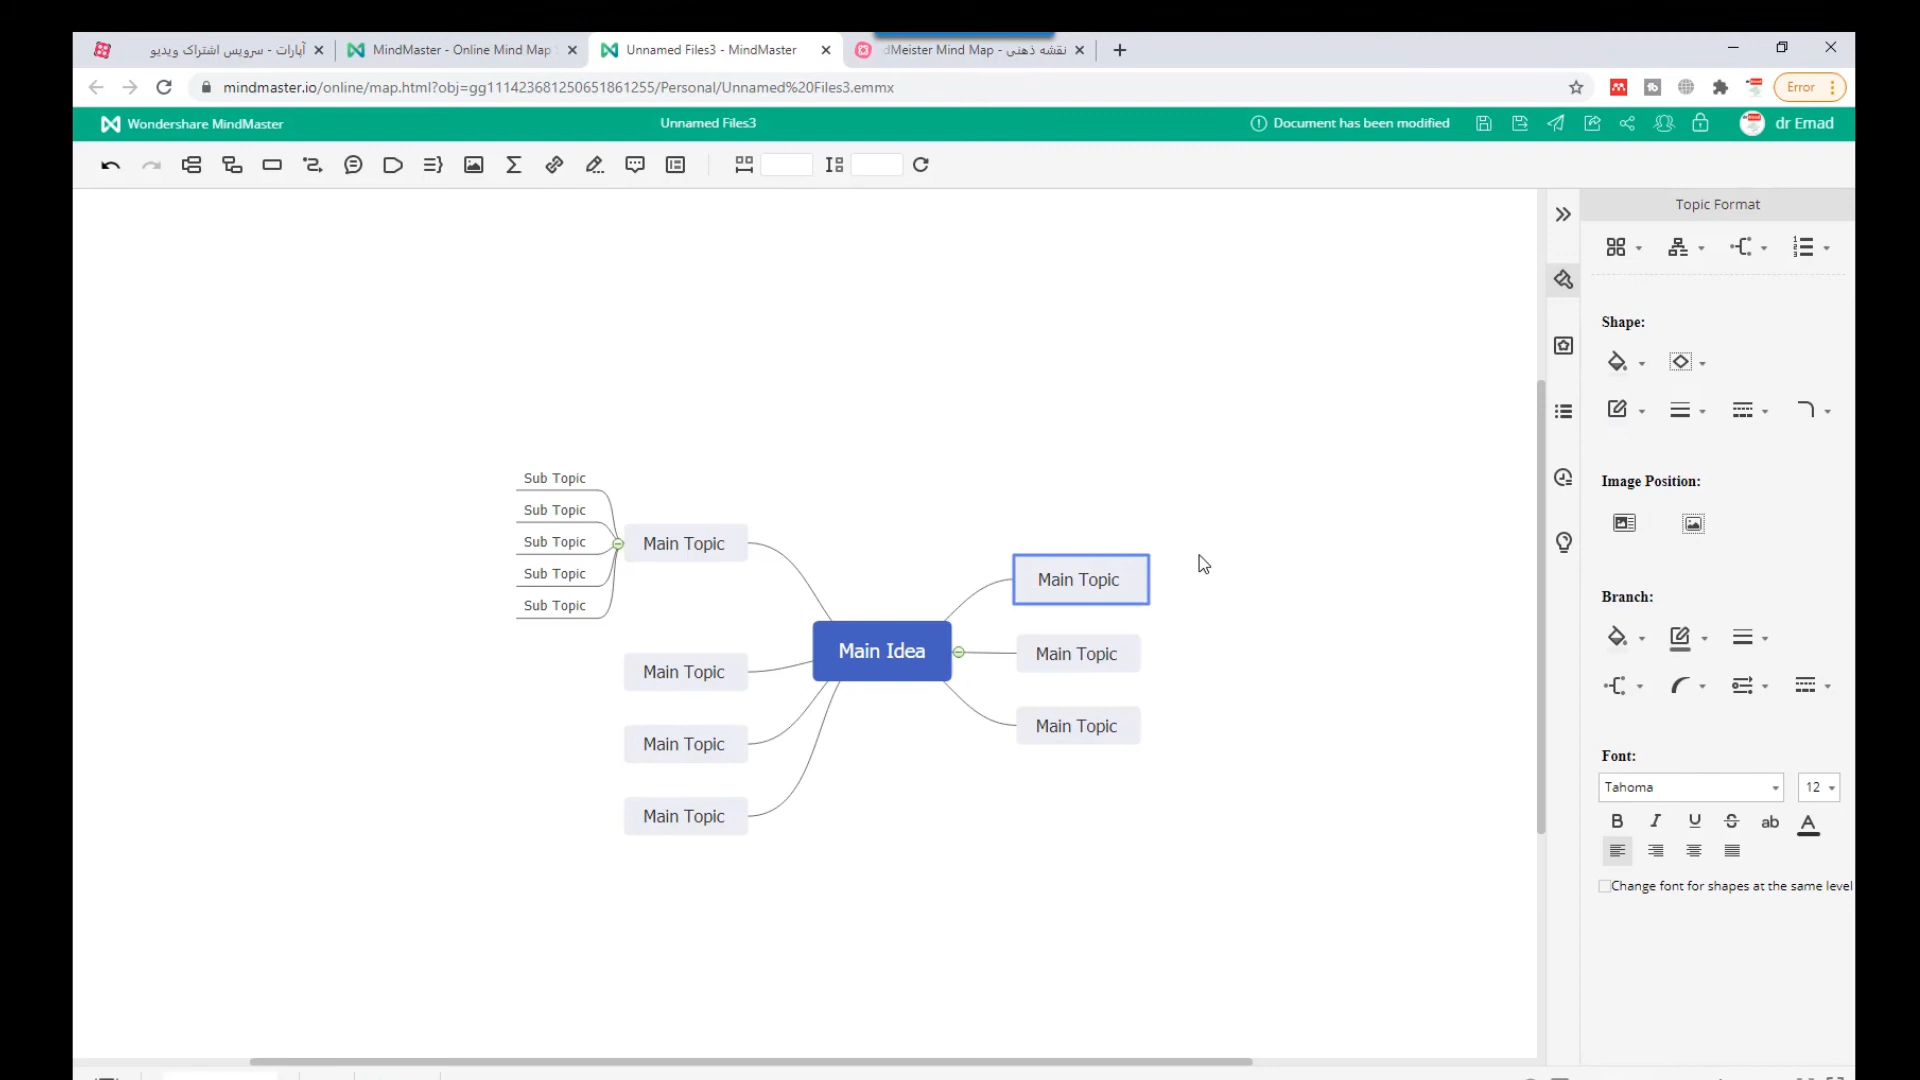 آپارات - سرویس اشتراک ویدیو
MindMaster - Online Mind Map
Unnamed Files3 - MindMaster
dMeister Mind Map - نقشه ذهنی
mindmaster.io/online/map.html?obj=gg111423681250651861255/Personal/Unnamed%20Files3.emmx
Error
Wondershare MindMaster
Unnamed Files3
Document has been modified
dr Emad
Topic Format
Shape:
Image Position:
Branch:
Font:
Tahoma
12
B I U S ab A
Change font for shapes at the same level
Sub Topic
Sub Topic
Sub Topic
Sub Topic
Sub Topic
Main Topic
Main Topic
Main Topic
Main Topic
Main Idea
Main Topic
Main Topic
Main Topic